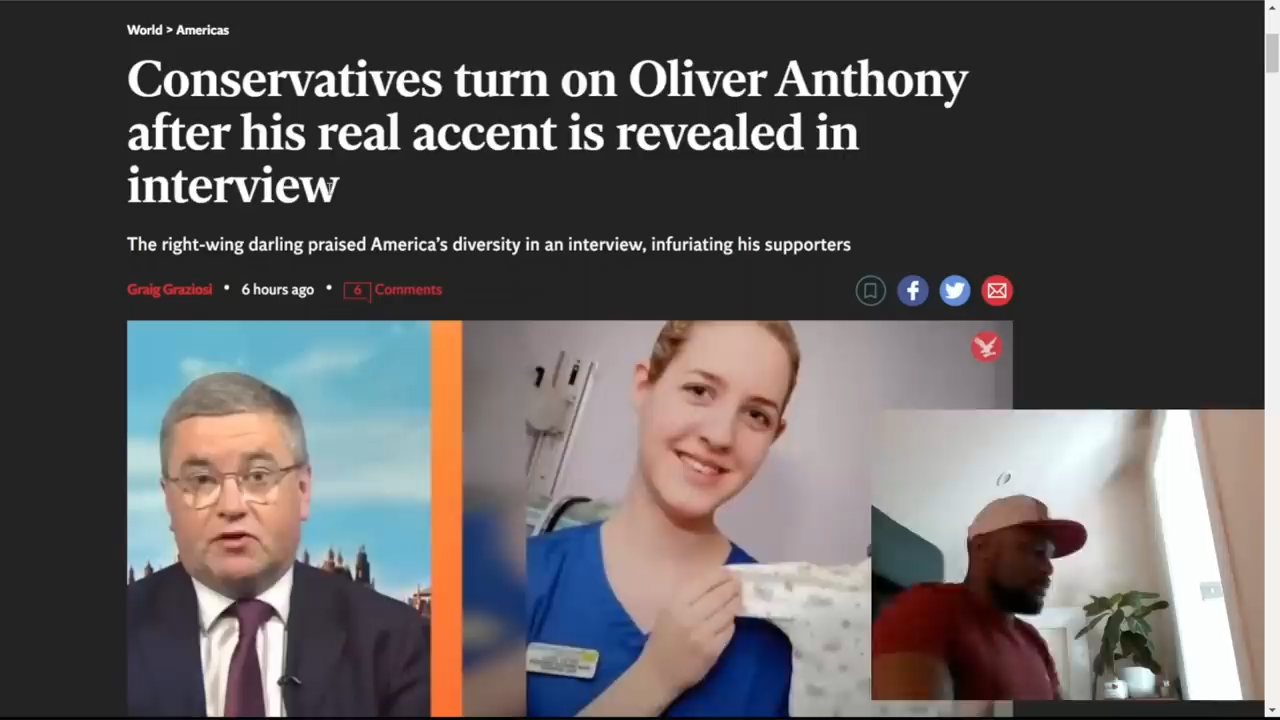 World > Americas
Conservatives turn on Oliver Anthony
after his real accent is revealed in
interview
The right-wing darling praised America's diversity in an interview, infuriating his supporters
Graig Graziosi • 6 hours ago • 6 Comments